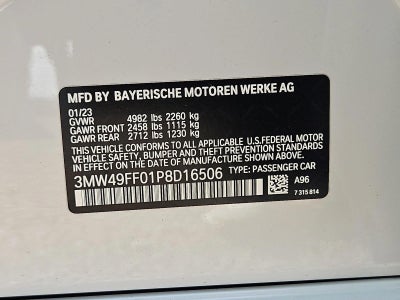 MFD BY BAYERISCHE MOTOREN WERKE AG
01/23
GVWR 4982 lbs 2260 kg
GAWR FRONT 2458 lbs 1115 kg
GAWR REAR 2712 lbs 1230 kg
THIS VEHICLE CONFORMS TO ALL APPLICABLE U.S.FEDERAL MOTOR
VEHICLE SAFETY, BUMPER, AND THEFT PREVENTION STANDARDS
IN EFFECT ON THE DATE OF MANUFACTURE SHOWN ABOVE.
3MW49FF01P8D16506 TYPE: PASSENGER CAR
A96
7 315 814